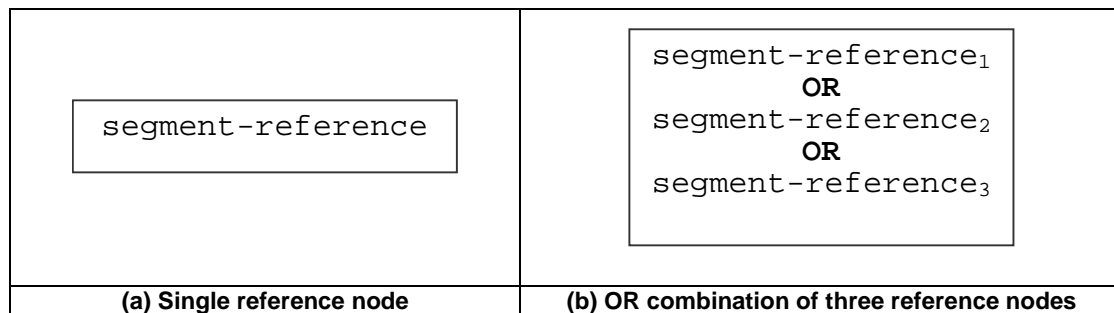 segment-reference
(a) Single reference node
segment-reference₁
OR
segment-reference₂
OR
segment-reference₃
(b) OR combination of three reference nodes